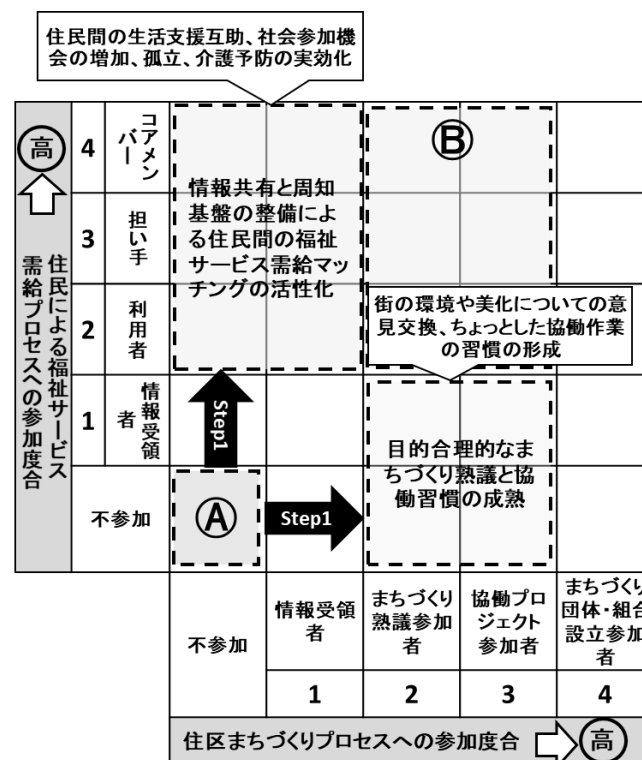 住民間の生活支援互助、社会参加機
会の増加、孤立、介護予防の実効化
高
4
コアメン
バー
Ⓑ
情報共有と周知
基盤の整備によ
る住民間の福祉
サービス需給マッ
チングの活性化
3
担い手
街の環境や美化についての意
見交換、ちょっとした協働作業
の習慣の形成
2
利用者
住民による福祉サービス
需給プロセスへの参加度合
1
情報受領
者
Step1
目的合理的なま
ちづくり熟議と協
働習慣の成熟
不参加
Ⓐ
Step1
不参加
情報受領
者
まちづくり
熟議参加
者
協働プロ
ジェクト
参加者
まちづくり
団体・組合
設立参加
者
1
2
3
4
住区まちづくりプロセスへの参加度合
高